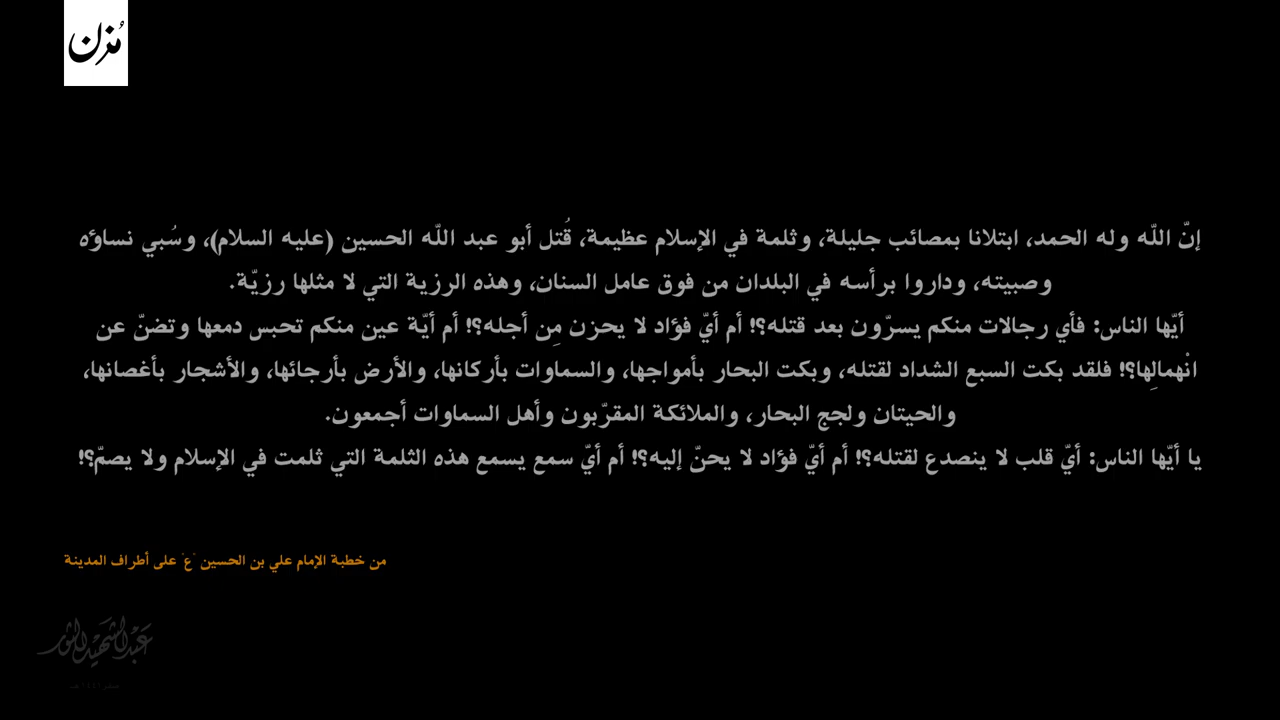 مُزن
إنّ اللّه وله الحمد، ابتلانا بمصائب جليلة، وثلمة في الإسلام عظيمة، قُتل أبو عبد اللّه الحسين (عليه السلام)، وسُبي نساؤه
وصبيته، وداروا برأسه في البلدان من فوق عامل السنان، وهذه الرزية التي لا مثلها رزيّة.
أيّها الناس: فأي رجالات منكم يسرّون بعد قتله؟! أم أيّ فؤاد لا يحزن مِن أجله؟! أم أيّة عين منكم تحبس دمعها وتضنّ عن
انْهمالِها؟! فلقد بكت السبع الشداد لقتله، وبكت البحار بأمواجها، والسماوات بأركانها، والأرض بأرجائها، والأشجار بأغصانها،
والحيتان ولجج البحار، والملائكة المقرّبون وأهل السماوات أجمعون.
يا أيّها الناس: أيّ قلب لا ينصدع لقتله؟! أم أيّ فؤاد لا يحنّ إليه؟! أم أيّ سمع يسمع هذه الثلمة التي ثلمت في الإسلام ولا يصمّ؟!
من خطبة الإمام علي بن الحسين "ع" على أطراف المدينة
عبدالشهيد الثور
صفر ١٤٤١هـ